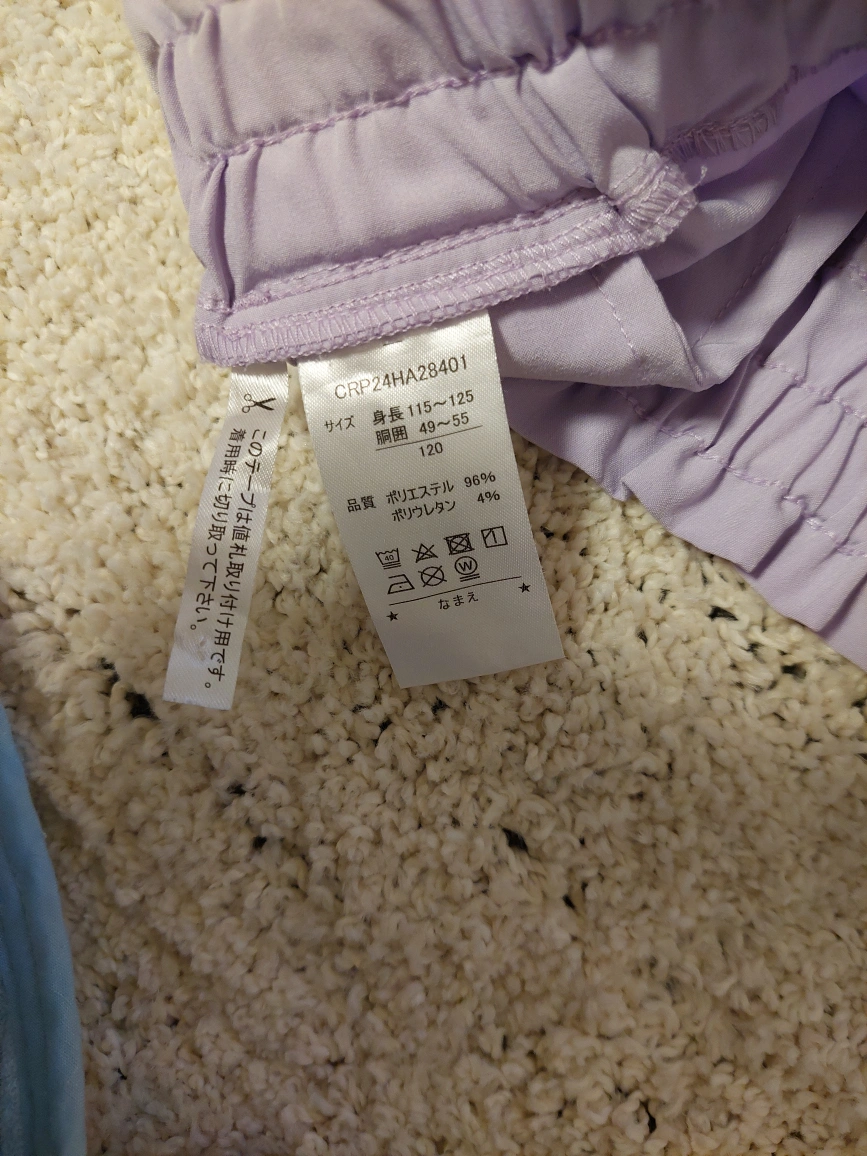 CRP24HA28401
サイズ 身長 115～125
胴囲 49～55
120
品質 ポリエステル 96%
ポリウレタン 4%
40
W
★ なまえ ★
このテープは値札取り付け用です。
着用時に切り取って下さい。